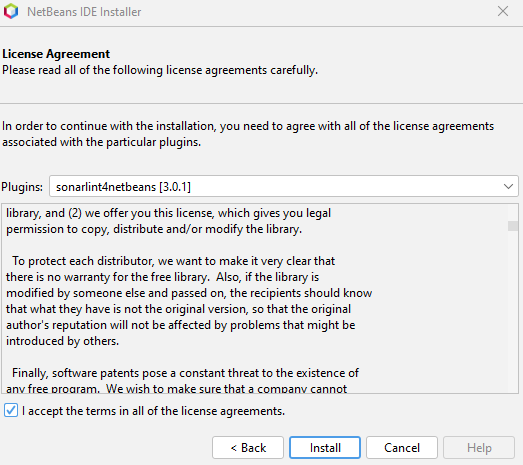 NetBeans IDE Installer
License Agreement
Please read all of the following license agreements carefully.
In order to continue with the installation, you need to agree with all of the license agreements
associated with the particular plugins.
Plugins: sonarlint4netbeans [3.0.1]
library, and (2) we offer you this license, which gives you legal
permission to copy, distribute and/or modify the library.
To protect each distributor, we want to make it very clear that
there is no warranty for the free library.  Also, if the library is
modified by someone else and passed on, the recipients should know
that what they have is not the original version, so that the original
author's reputation will not be affected by problems that might be
introduced by others.
Finally, software patents pose a constant threat to the existence of
any free program.  We wish to make sure that a company cannot
I accept the terms in all of the license agreements.
< Back Install Cancel Help